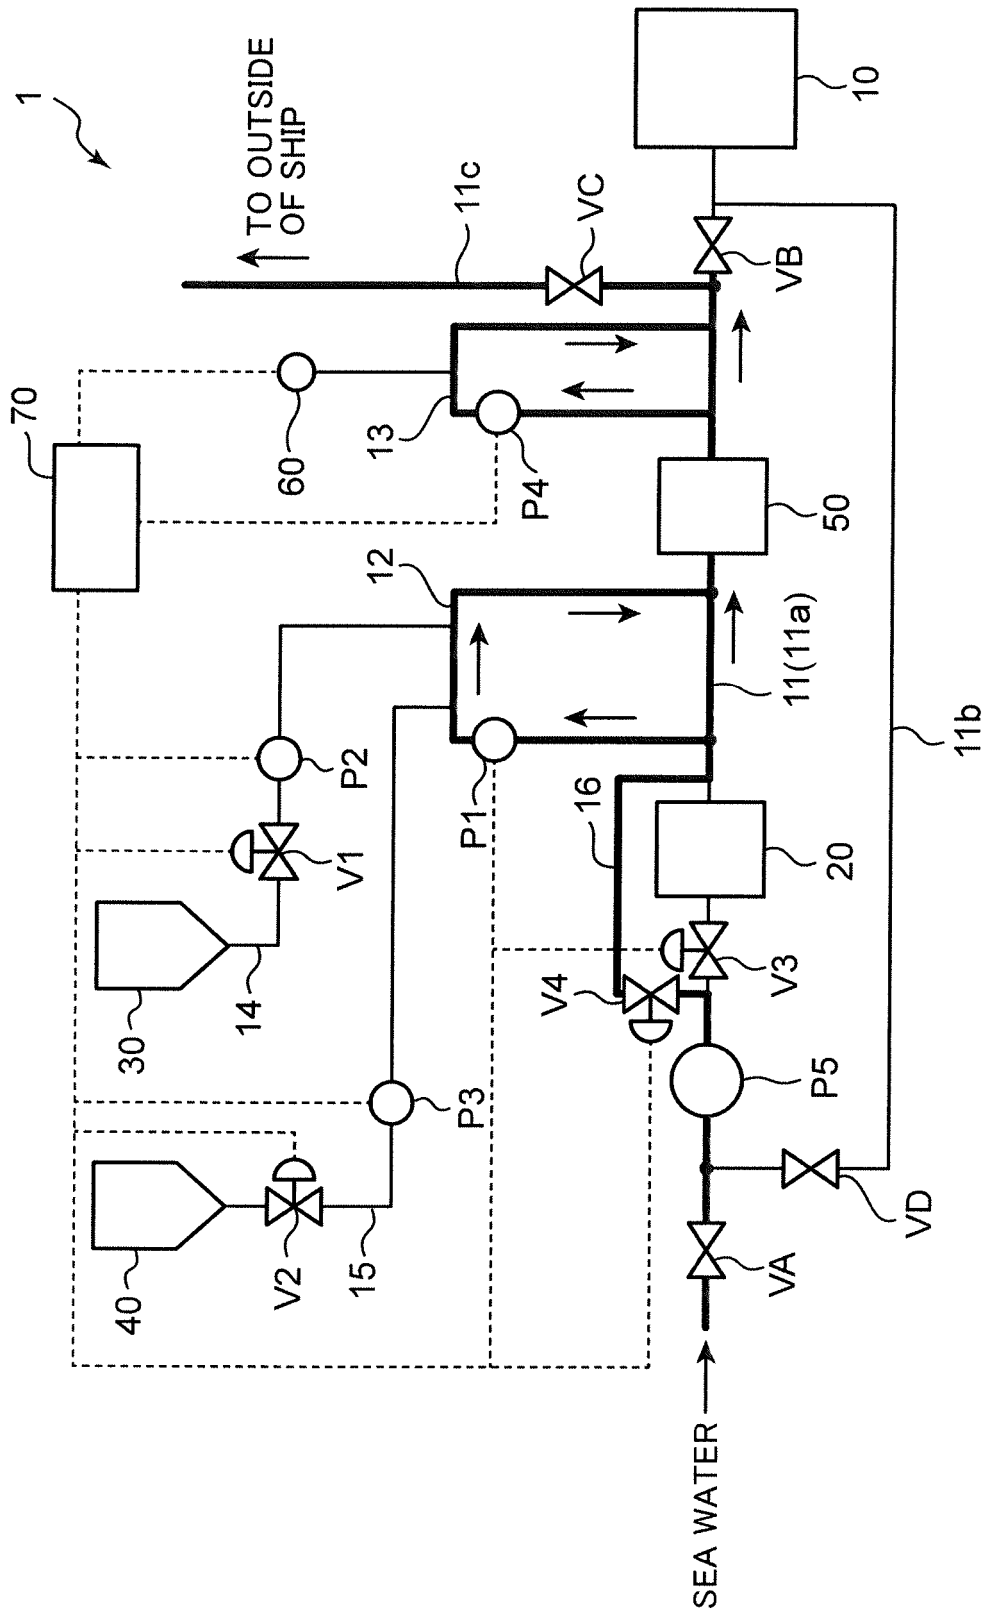 1
TO OUTSIDE
OF SHIP
70
60
13
P4
11c
VC
VB
10
12
P1
50
11(11a)
30
14
V1
P2
16
20
11b
40
V2
15
P3
V4
V3
P5
VD
VA
SEA WATER